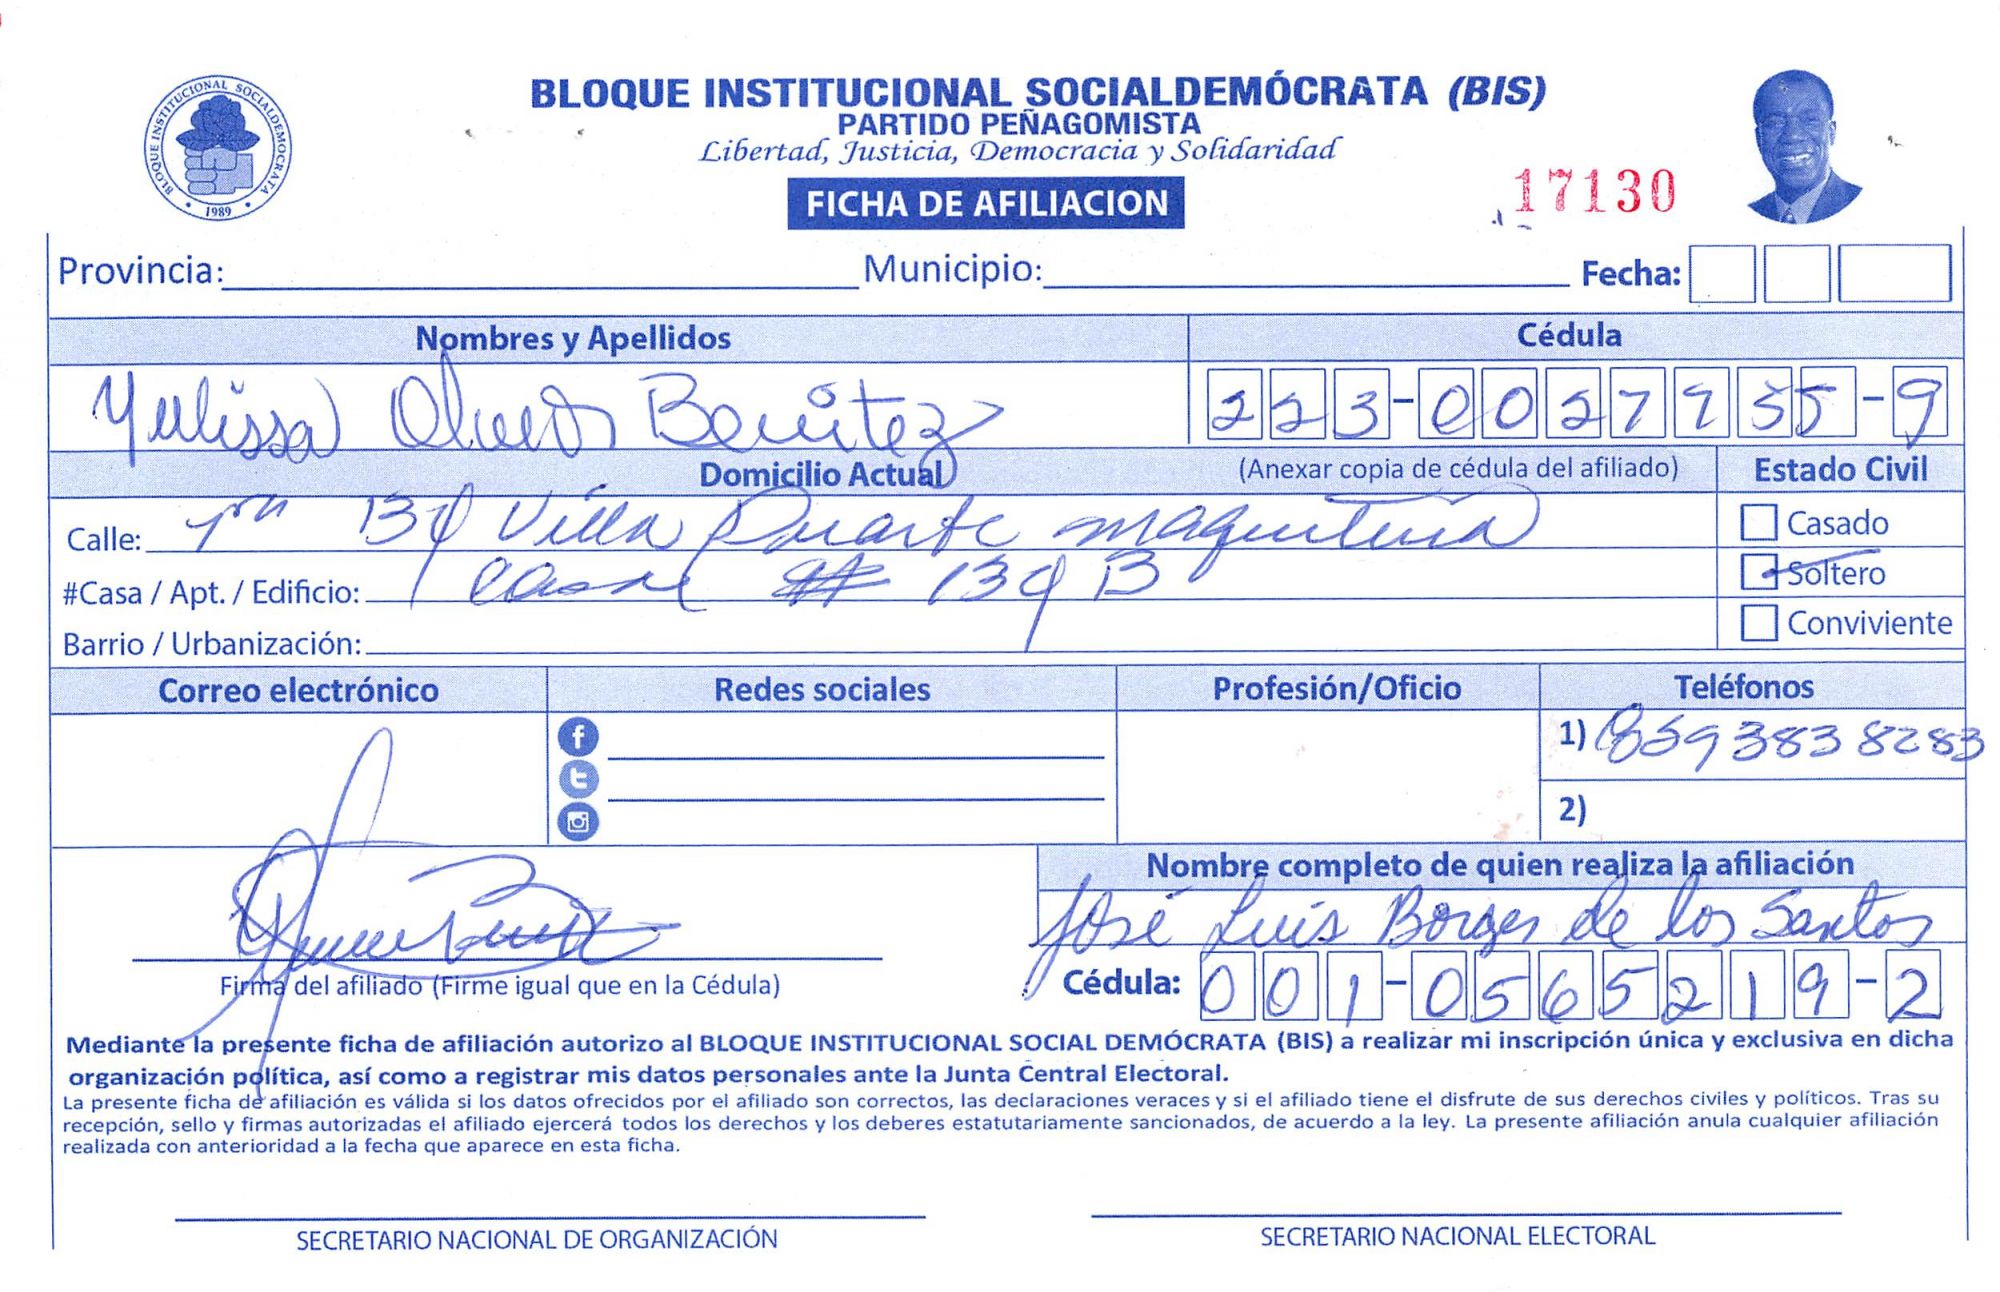 BLOQUE INSTITUCIONAL SOCIALDEMÓCRATA (BIS)
PARTIDO PEÑAGOMISTA
Libertad, Justicia, Democracia y Solidaridad
BLOQUE INSTITUCIONAL SOCIALDEMOCRATA
1989
FICHA DE AFILIACION
17130
Provincia: Municipio: Fecha:
Nombres y Apellidos Cédula
Yulissa Benitez 223-0027955-9
Domicilio Actual (Anexar copia de cédula del afiliado) Estado Civil
Calle: 139 Villa Duarte Casado
#Casa / Apt. / Edificio: Casa # 139 B Soltero
Barrio / Urbanización: Conviviente
Correo electrónico Redes sociales Profesión/Oficio Teléfonos
1) 8593838283
2)
Nombre completo de quien realiza la afiliación
José Luis Borges de los Santos
Firma del afiliado (Firme igual que en la Cédula) Cédula: 001-0565219-2
Mediante la presente ficha de afiliación autorizo al BLOQUE INSTITUCIONAL SOCIAL DEMÓCRATA (BIS) a realizar mi inscripción única y exclusiva en dicha
organización política, así como a registrar mis datos personales ante la Junta Central Electoral.
La presente ficha de afiliación es válida si los datos ofrecidos por el afiliado son correctos, las declaraciones veraces y si el afiliado tiene el disfrute de sus derechos civiles y políticos. Tras su
recepción, sello y firmas autorizadas el afiliado ejercerá todos los derechos y los deberes estatutariamente sancionados, de acuerdo a la ley. La presente afiliación anula cualquier afiliación
realizada con anterioridad a la fecha que aparece en esta ficha.
SECRETARIO NACIONAL DE ORGANIZACIÓN SECRETARIO NACIONAL ELECTORAL